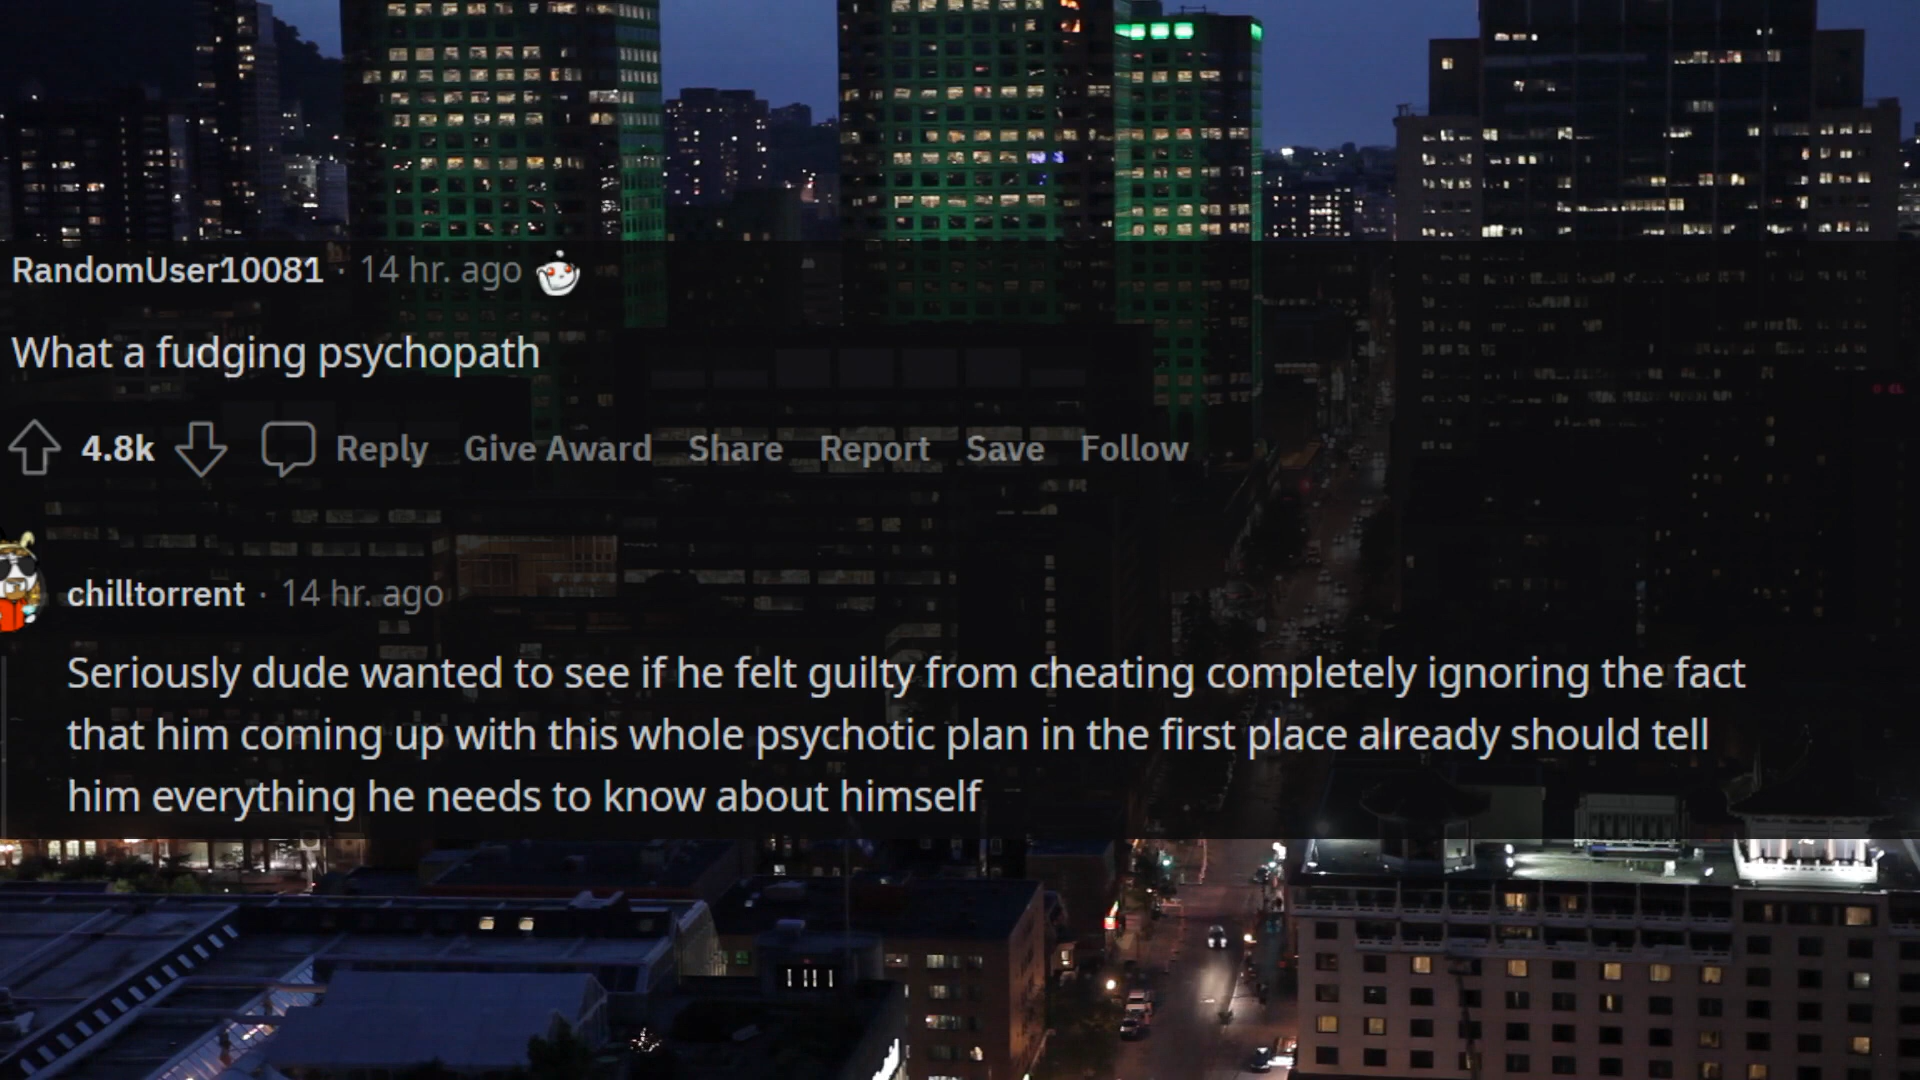 RandomUser10081 · 14 hr. ago
What a fudging psychopath
4.8k Reply Give Award Share Report Save Follow
chilltorrent · 14 hr. ago
Seriously dude wanted to see if he felt guilty from cheating completely ignoring the fact
that him coming up with this whole psychotic plan in the first place already should tell
him everything he needs to know about himself